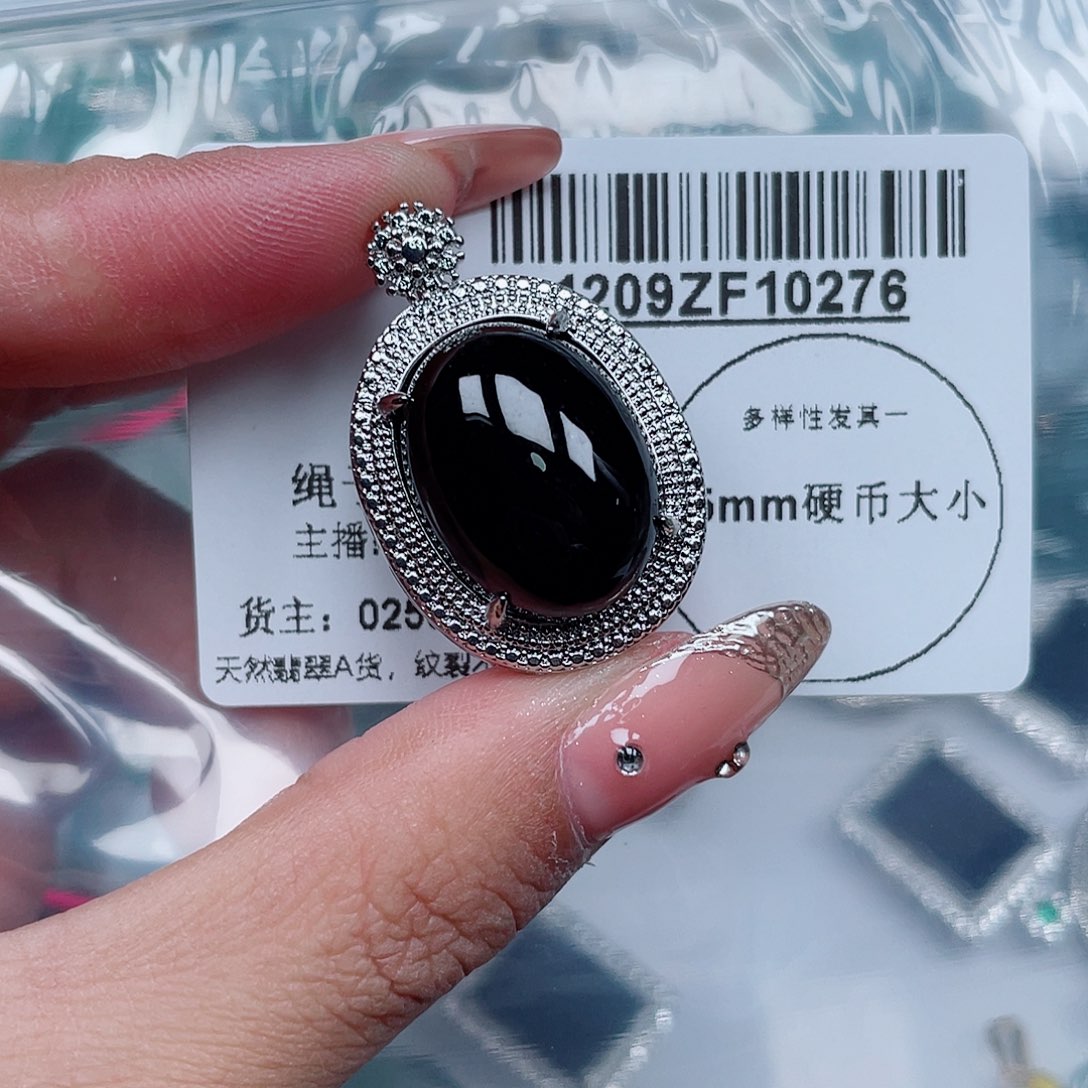 1209ZF10276
多样性发其一
绳
5mm硬币大小
主播:
货主: 025
天然翡翠A货, 纹裂